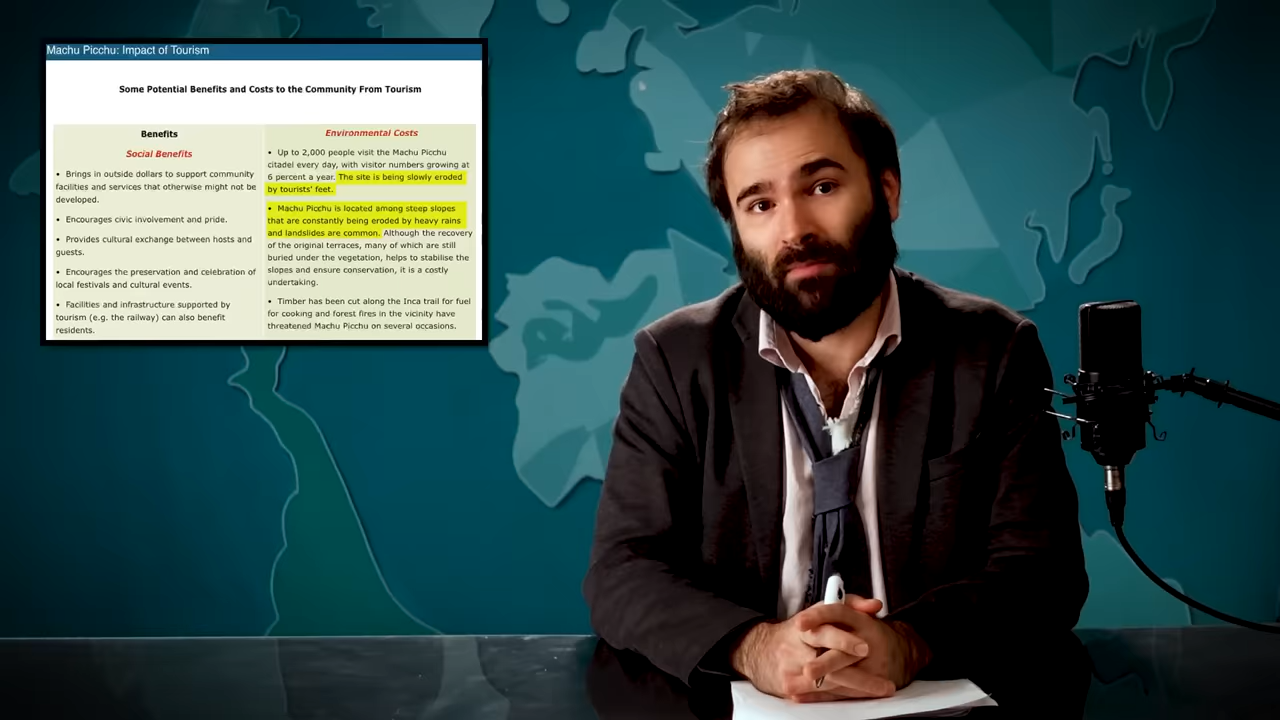 Machu Picchu: Impact of Tourism
Some Potential Benefits and Costs to the Community From Tourism
Benefits
Social Benefits
• Brings in outside dollars to support community
facilities and services that otherwise might not be
developed.
• Encourages civic involvement and pride.
• Provides cultural exchange between hosts and
guests.
• Encourages the preservation and celebration of
local festivals and cultural events.
• Facilities and infrastructure supported by
tourism (e.g. the railway) can also benefit
residents.
Environmental Costs
• Up to 2,000 people visit the Machu Picchu
citadel every day, with visitor numbers growing at
6 percent a year. The site is being slowly eroded
by tourists' feet.
• Machu Picchu is located among steep slopes
that are constantly being eroded by heavy rains
and landslides are common. Although the recovery
of the original terraces, many of which are still
buried under the vegetation, helps to stabilise the
slopes and ensure conservation, it is a costly
undertaking.
• Timber has been cut along the Inca trail for fuel
for cooking and forest fires in the vicinity have
threatened Machu Picchu on several occasions.